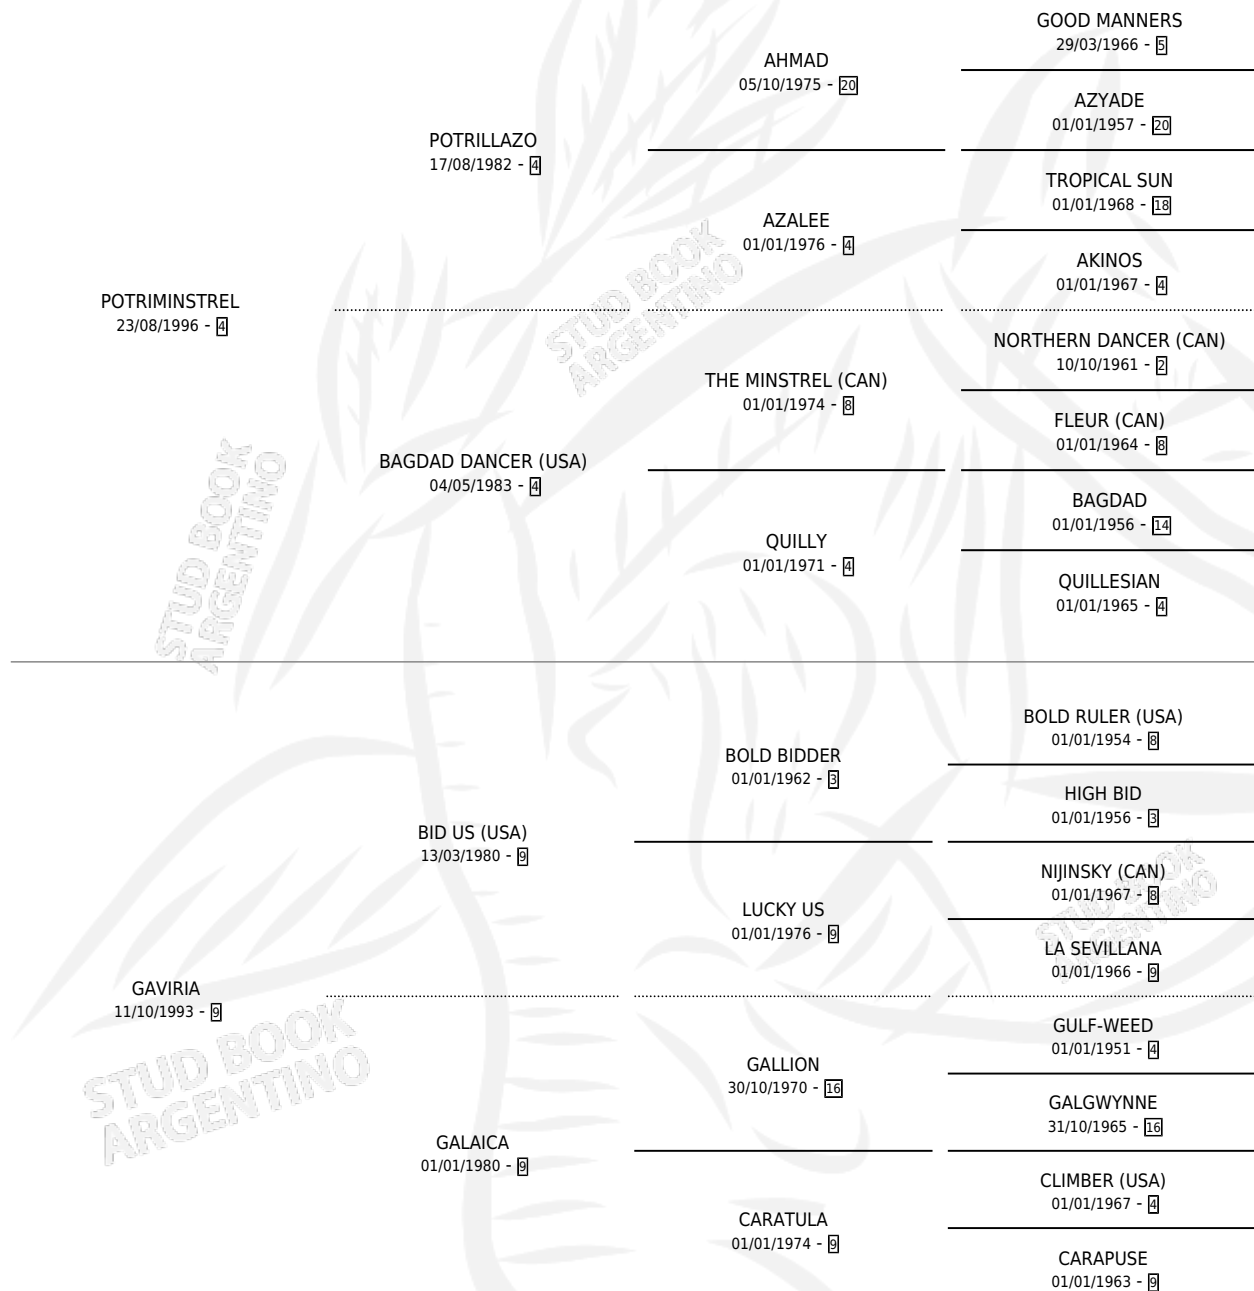 GOOD MANNERS
29/03/1966 - 5
AHMAD
05/10/1975 - 20
AZYADE
01/01/1957 - 20
POTRILLAZO
17/08/1982 - 4
TROPICAL SUN
01/01/1968 - 18
AZALEE
01/01/1976 - 4
AKINOS
01/01/1967 - 4
POTRIMINSTREL
23/08/1996 - 4
NORTHERN DANCER (CAN)
10/10/1961 - 2
THE MINSTREL (CAN)
01/01/1974 - 8
FLEUR (CAN)
01/01/1964 - 8
BAGDAD DANCER (USA)
04/05/1983 - 4
BAGDAD
01/01/1956 - 14
QUILLY
01/01/1971 - 4
QUILLESIAN
01/01/1965 - 4
STUD BOOK
ARGENTINO
STUD BOOK
ARGENTINO
BOLD RULER (USA)
01/01/1954 - 8
BOLD BIDDER
01/01/1962 - 3
HIGH BID
01/01/1956 - 3
BID US (USA)
13/03/1980 - 9
NIJINSKY (CAN)
01/01/1967 - 8
LUCKY US
01/01/1976 - 9
LA SEVILLANA
01/01/1966 - 9
STUD BOOK
ARGENTINO
GAVIRIA
11/10/1993 - 9
GULF-WEED
01/01/1951 - 4
GALLION
30/10/1970 - 16
GALGWYNNE
31/10/1965 - 16
GALAICA
01/01/1980 - 9
CLIMBER (USA)
01/01/1967 - 4
CARATULA
01/01/1974 - 9
CARAPUSE
01/01/1963 - 9
STUD BOOK
ARGENTINO